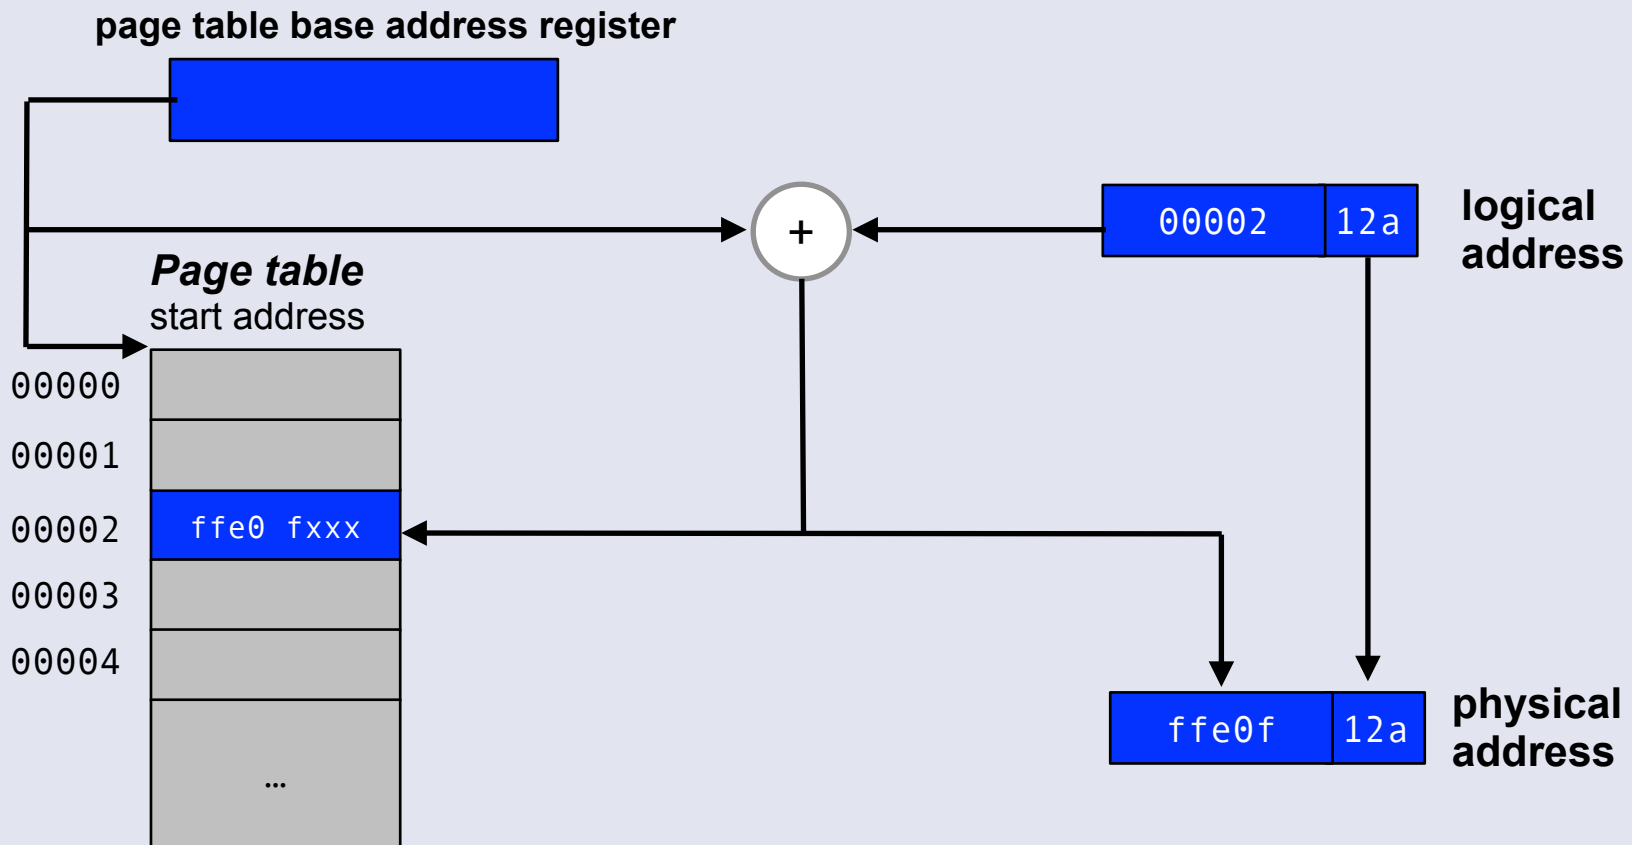 page table base address register
+
00002 12a
logical
address
Page table
start address
00000
00001
00002 ffe0 fxxx
00003
00004
...
ffe0f 12a
physical
address